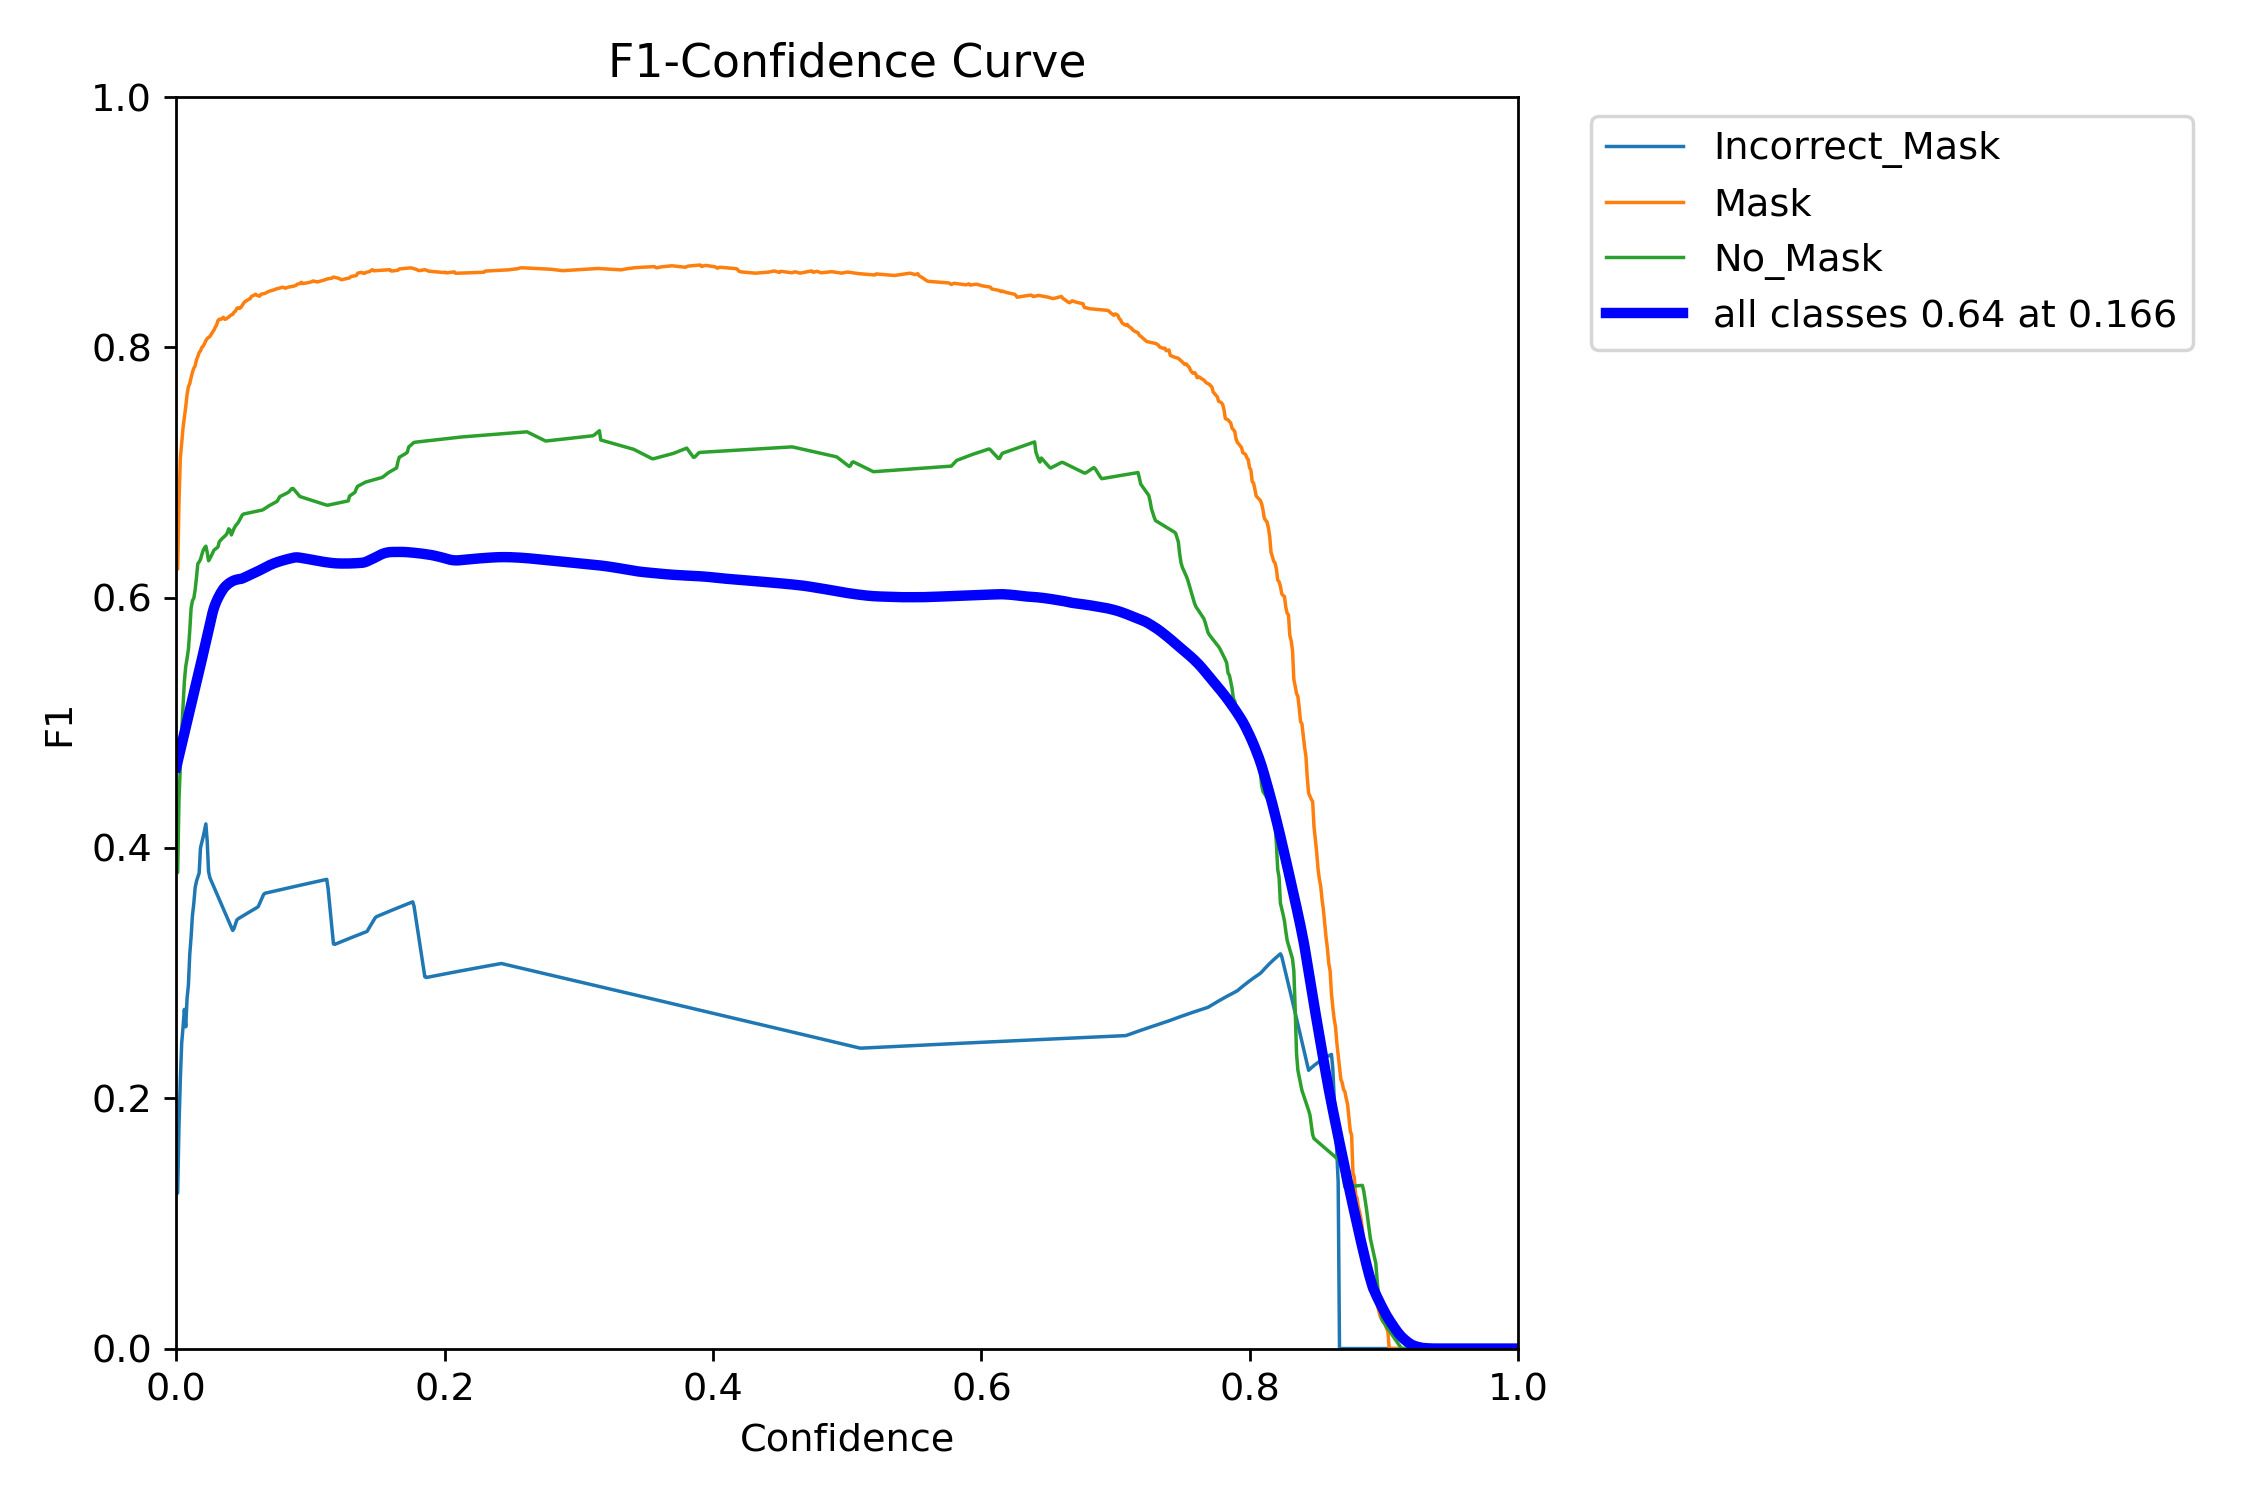 F1-Confidence Curve
1.0
0.8
0.6
0.4
0.2
0.0
F1
0.0 0.2 0.4 0.6 0.8 1.0
Confidence
Incorrect_Mask
Mask
No_Mask
all classes 0.64 at 0.166